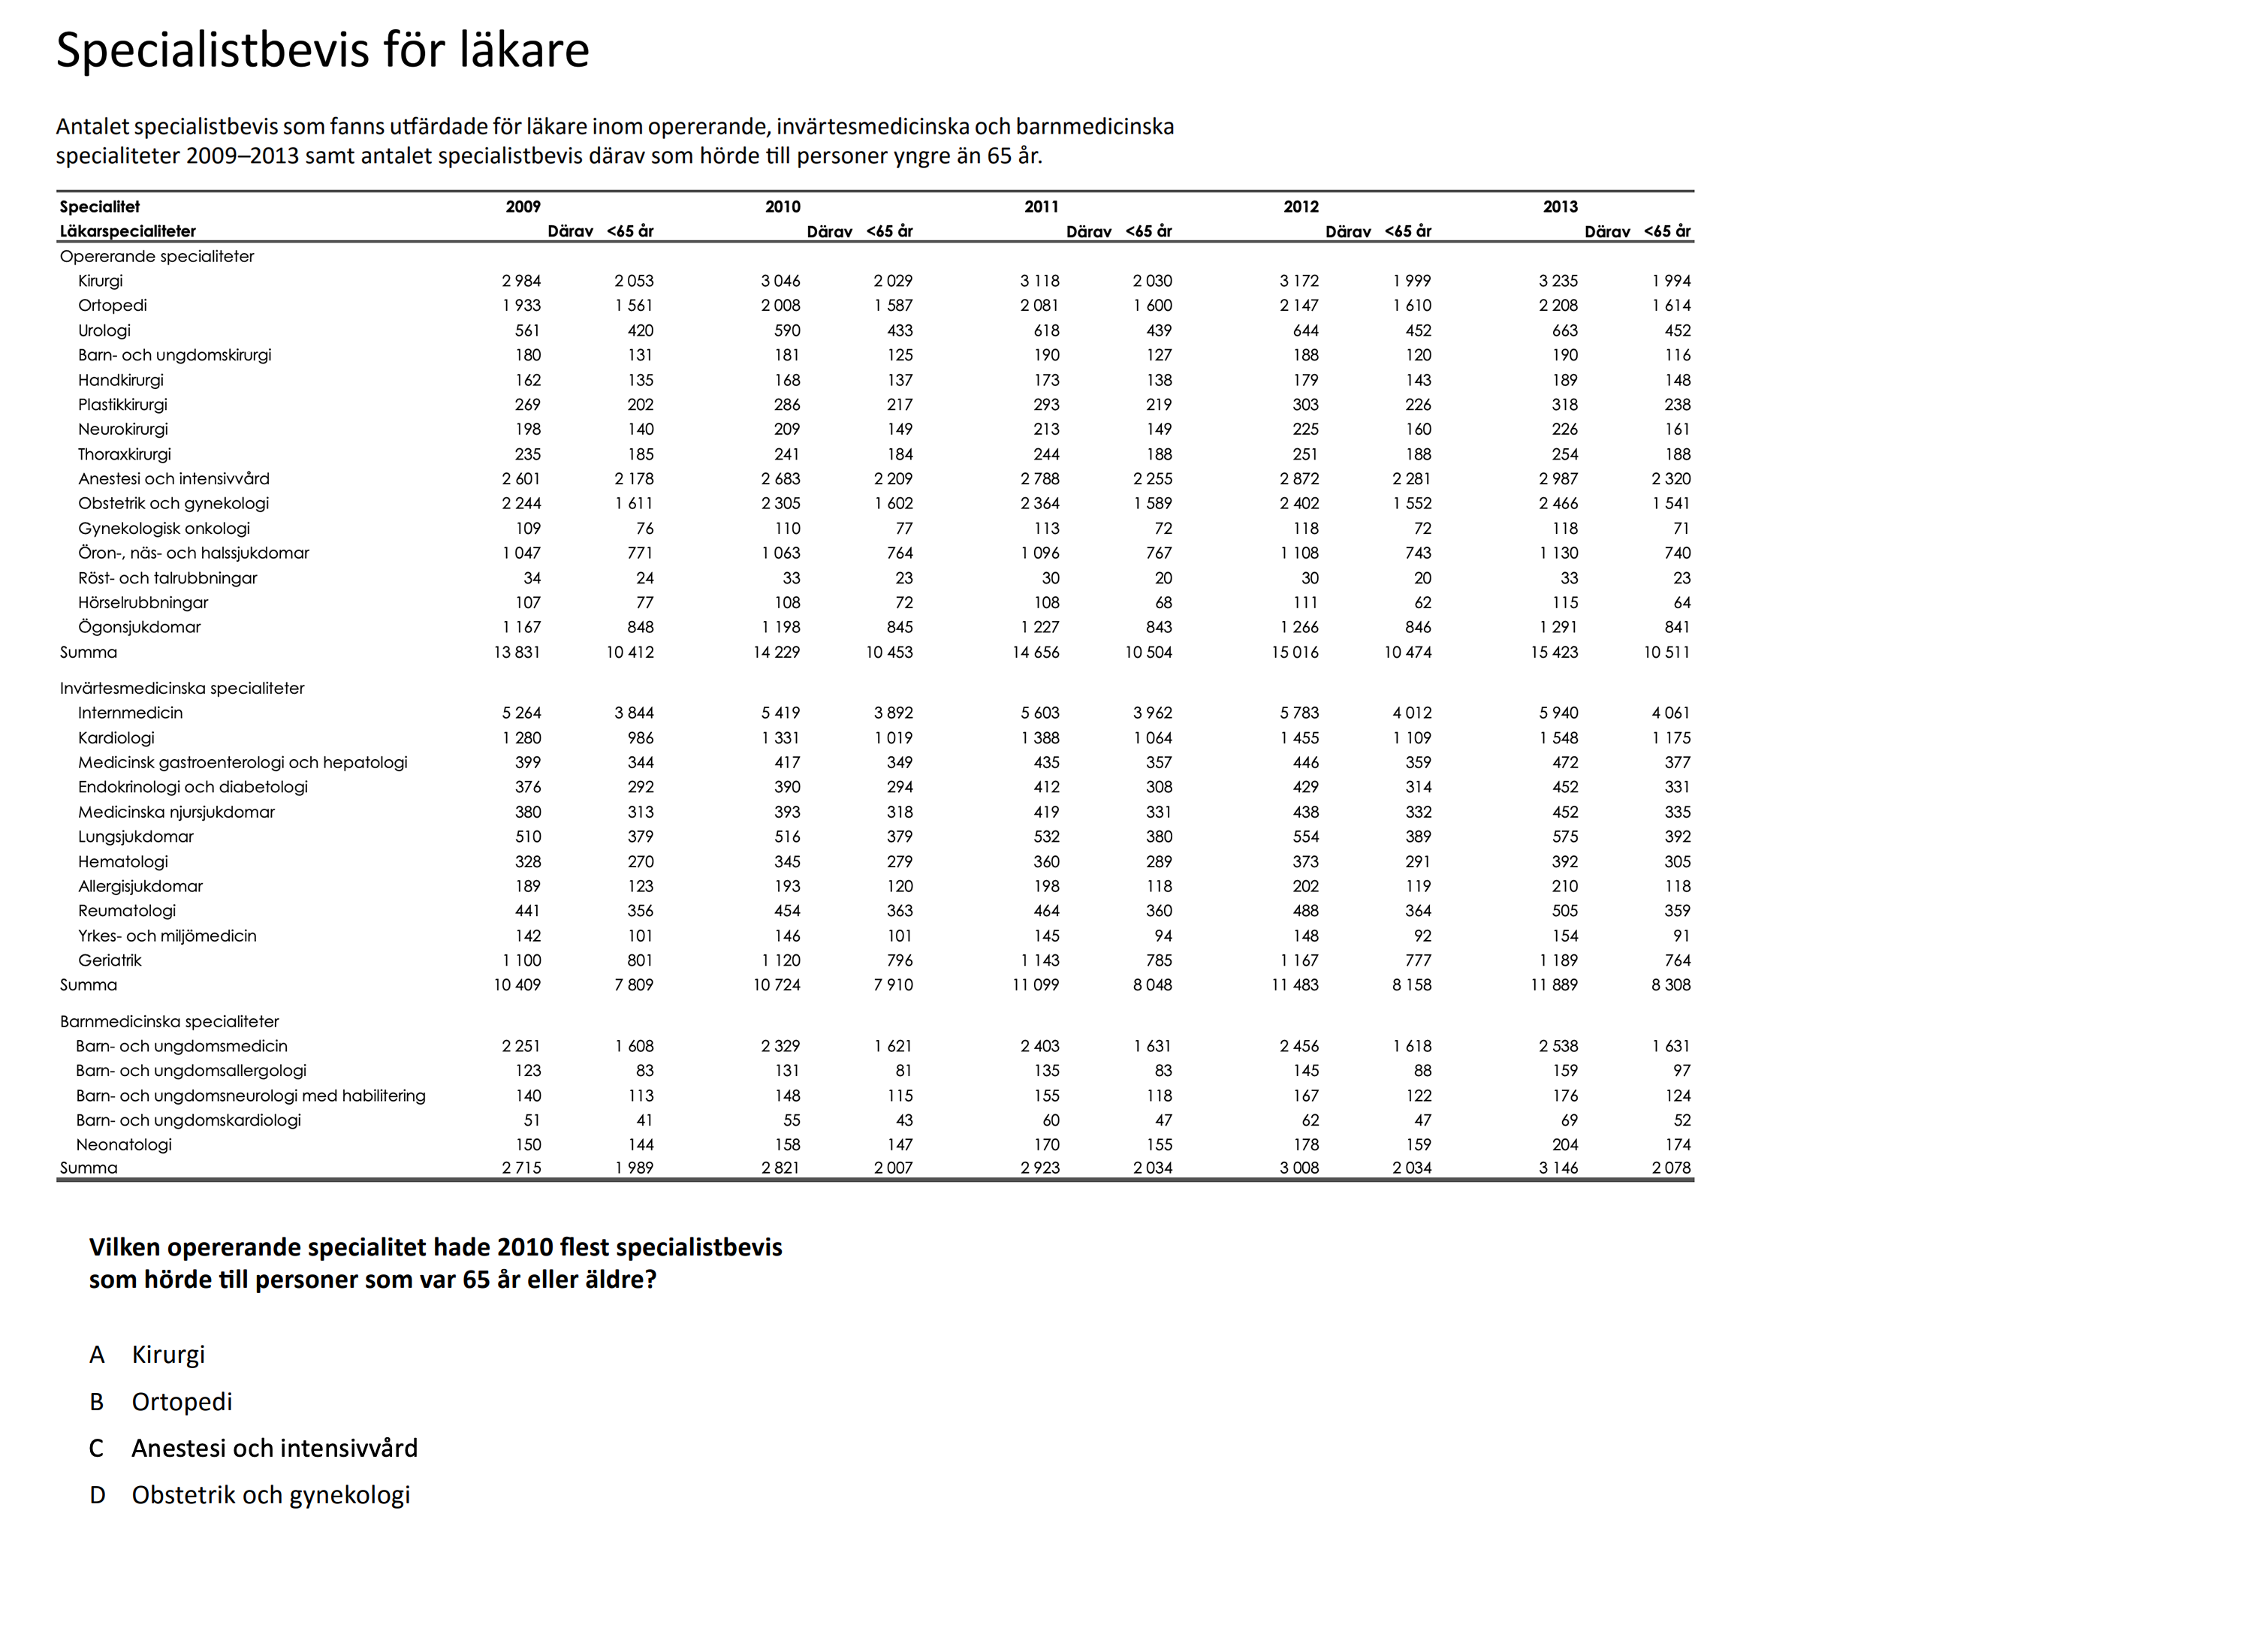 Specialistbevis för läkare
Antalet specialistbevis som fanns utfärdade för läkare inom opererande, invärtesmedicinska och barnmedicinska
specialiteter 2009–2013 samt antalet specialistbevis därav som hörde till personer yngre än 65 år.
Specialitet 2009 2010 2011 2012 2013
Läkarspecialiteter Därav <65 år Därav <65 år Därav <65 år Därav <65 år Därav <65 år
Opererande specialiteter
Kirurgi 2 984 2 053 3 046 2 029 3 118 2 030 3 172 1 999 3 235 1 994
Ortopedi 1 933 1 561 2 008 1 587 2 081 1 600 2 147 1 610 2 208 1 614
Urologi 561 420 590 433 618 439 644 452 663 452
Barn- och ungdomskirurgi 180 131 181 125 190 127 188 120 190 116
Handkirurgi 162 135 168 137 173 138 179 143 189 148
Plastikkirurgi 269 202 286 217 293 219 303 226 318 238
Neurokirurgi 198 140 209 149 213 149 225 160 226 161
Thoraxkirurgi 235 185 241 184 244 188 251 188 254 188
Anestesi och intensivvård 2 601 2 178 2 683 2 209 2 788 2 255 2 872 2 281 2 987 2 320
Obstetrik och gynekologi 2 244 1 611 2 305 1 602 2 364 1 589 2 402 1 552 2 466 1 541
Gynekologisk onkologi 109 76 110 77 113 72 118 72 118 71
Öron-, näs- och halssjukdomar 1 047 771 1 063 764 1 096 767 1 108 743 1 130 740
Röst- och talrubbningar 34 24 33 23 30 20 30 20 33 23
Hörselrubbningar 107 77 108 72 108 68 111 62 115 64
Ögonsjukdomar 1 167 848 1 198 845 1 227 843 1 266 846 1 291 841
Summa 13 831 10 412 14 229 10 453 14 656 10 504 15 016 10 474 15 423 10 511
Invärtesmedicinska specialiteter
Internmedicin 5 264 3 844 5 419 3 892 5 603 3 962 5 783 4 012 5 940 4 061
Kardiologi 1 280 986 1 331 1 019 1 388 1 064 1 455 1 109 1 548 1 175
Medicinsk gastroenterologi och hepatologi 399 344 417 349 435 357 446 359 472 377
Endokrinologi och diabetologi 376 292 390 294 412 308 429 314 452 331
Medicinska njursjukdomar 380 313 393 318 419 331 438 332 452 335
Lungsjukdomar 510 379 516 379 532 380 554 389 575 392
Hematologi 328 270 345 279 360 289 373 291 392 305
Allergisjukdomar 189 123 193 120 198 118 202 119 210 118
Reumatologi 441 356 454 363 464 360 488 364 505 359
Yrkes- och miljömedicin 142 101 146 101 145 94 148 92 154 91
Geriatrik 1 100 801 1 120 796 1 143 785 1 167 777 1 189 764
Summa 10 409 7 809 10 724 7 910 11 099 8 048 11 483 8 158 11 889 8 308
Barnmedicinska specialiteter
Barn- och ungdomsmedicin 2 251 1 608 2 329 1 621 2 403 1 631 2 456 1 618 2 538 1 631
Barn- och ungdomsallergologi 123 83 131 81 135 83 145 88 159 97
Barn- och ungdomsneurologi med habilitering 140 113 148 115 155 118 167 122 176 124
Barn- och ungdomskardiologi 51 41 55 43 60 47 62 47 69 52
Neonatologi 150 144 158 147 170 155 178 159 204 174
Summa 2 715 1 989 2 821 2 007 2 923 2 034 3 008 2 034 3 146 2 078
Vilken opererande specialitet hade 2010 flest specialistbevis
som hörde till personer som var 65 år eller äldre?
A Kirurgi
B Ortopedi
C Anestesi och intensivvård
D Obstetrik och gynekologi